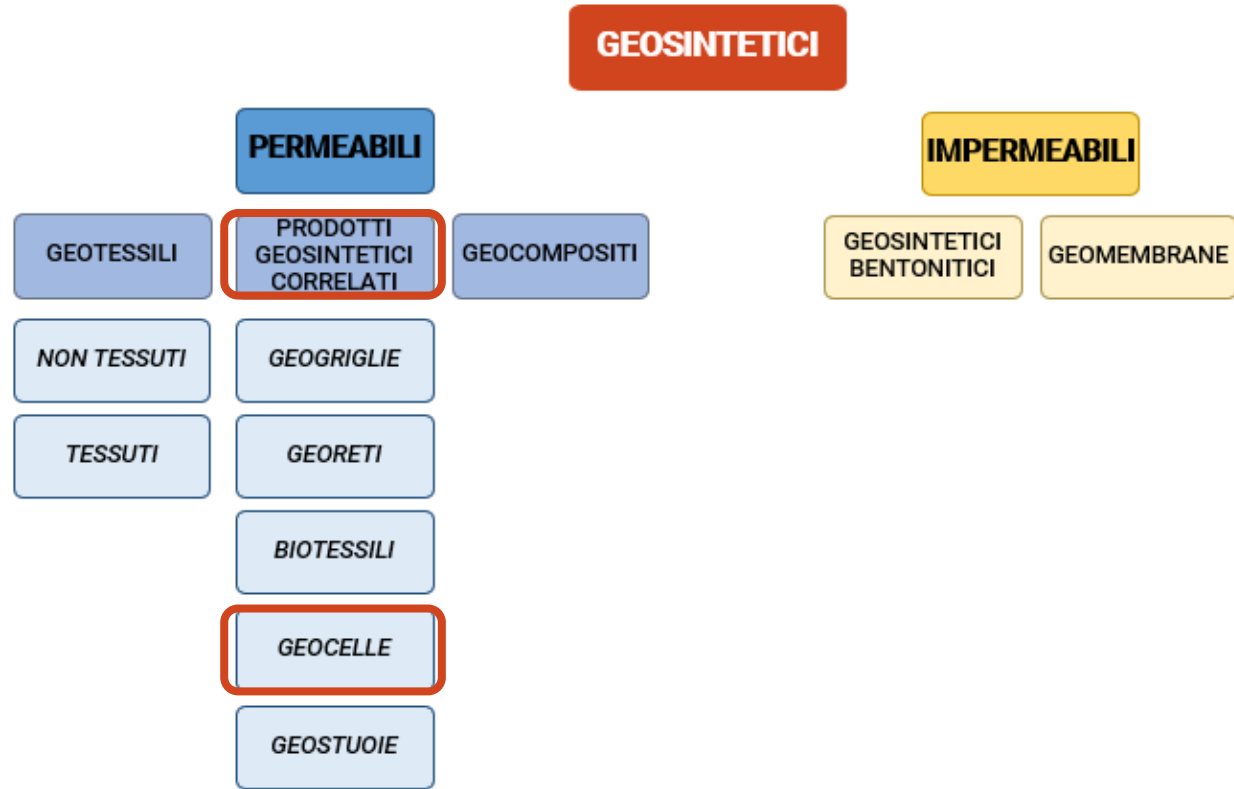 GEOSINTETICI
PERMEABILI
IMPERMEABILI
GEOTESSILI
PRODOTTI
GEOSINTETICI
CORRELATI
GEOCOMPOSITI
GEOSINTETICI
BENTONITICI
GEOMEMBRANE
NON TESSUTI
GEOGRIGLIE
TESSUTI
GEORETI
BIOTESSILI
GEOCELLE
GEOSTUOIE